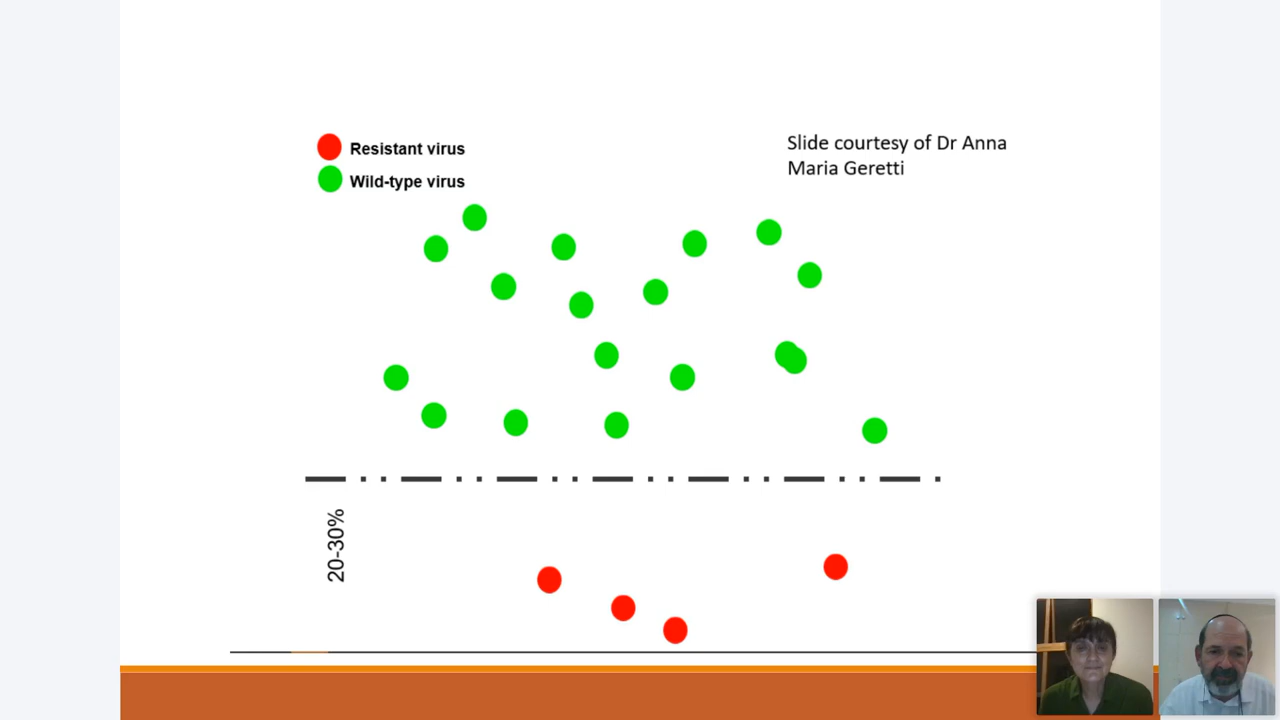 Resistant virus
Wild-type virus
Slide courtesy of Dr Anna
Maria Geretti
20-30%